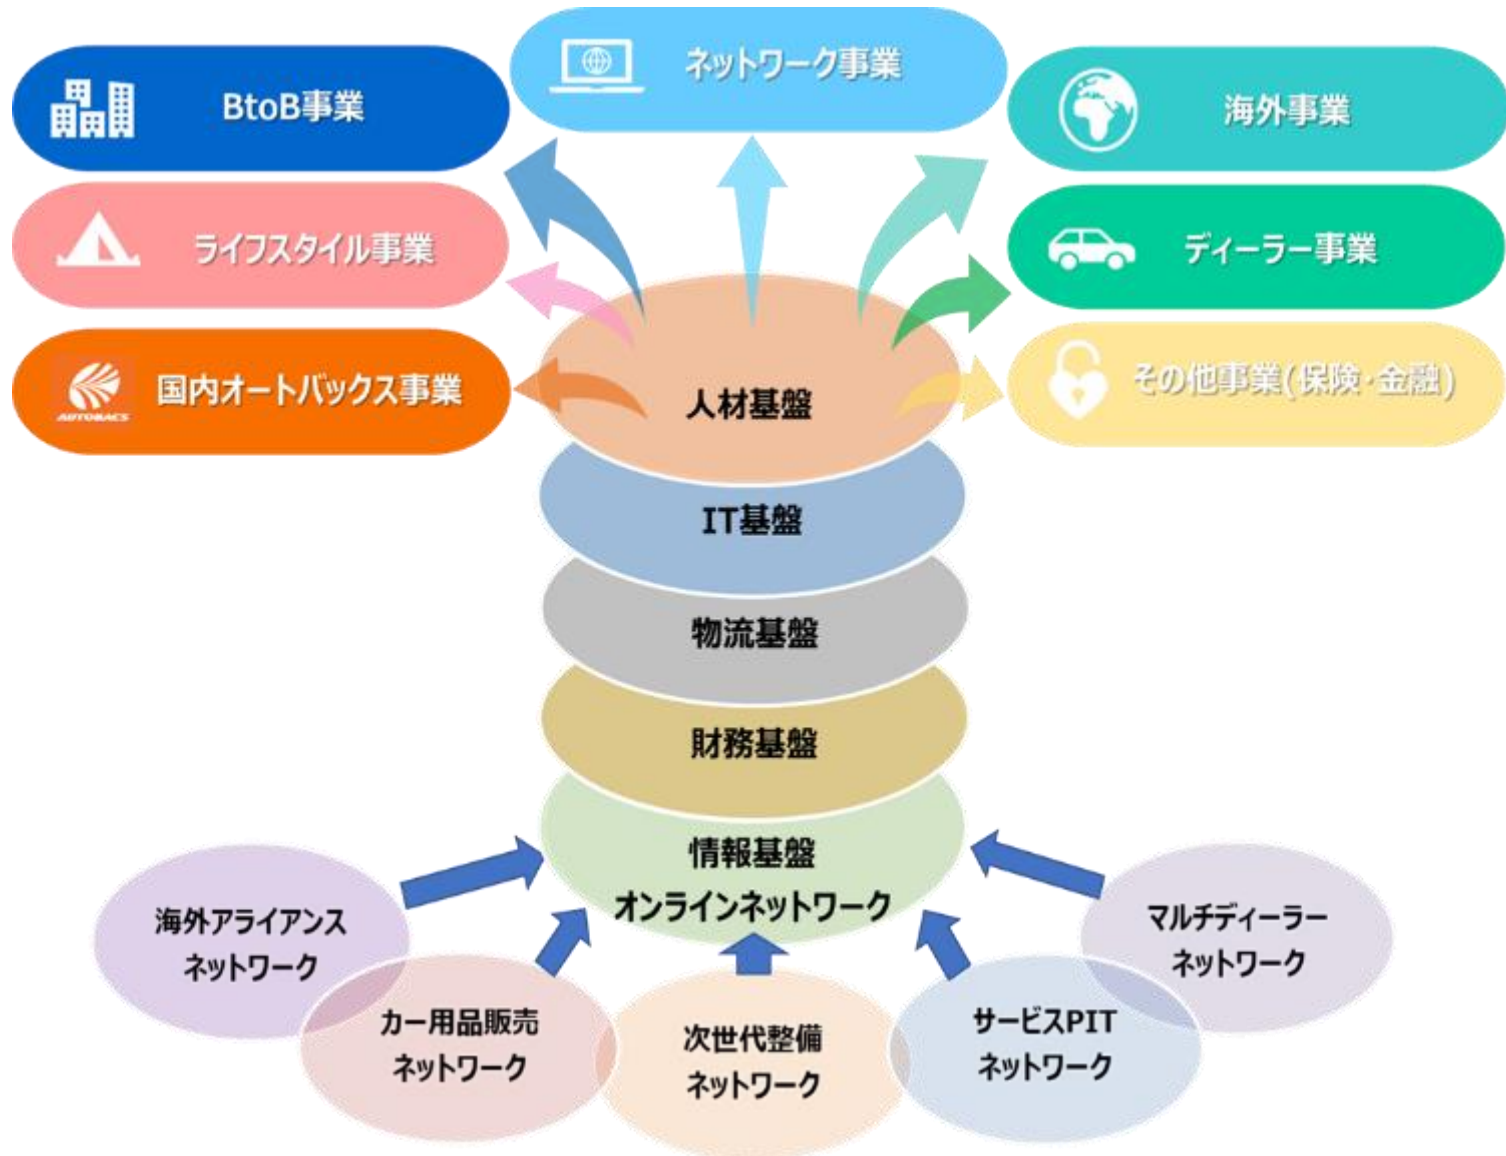 ネットワーク事業
BtoB事業
海外事業
ライフスタイル事業
ディーラー事業
AUTOBACS
国内オートバックス事業
その他事業(保険・金融)
人材基盤
IT基盤
物流基盤
財務基盤
情報基盤
オンラインネットワーク
海外アライアンス
ネットワーク
カー用品販売
ネットワーク
次世代整備
ネットワーク
サービスPIT
ネットワーク
マルチディーラー
ネットワーク